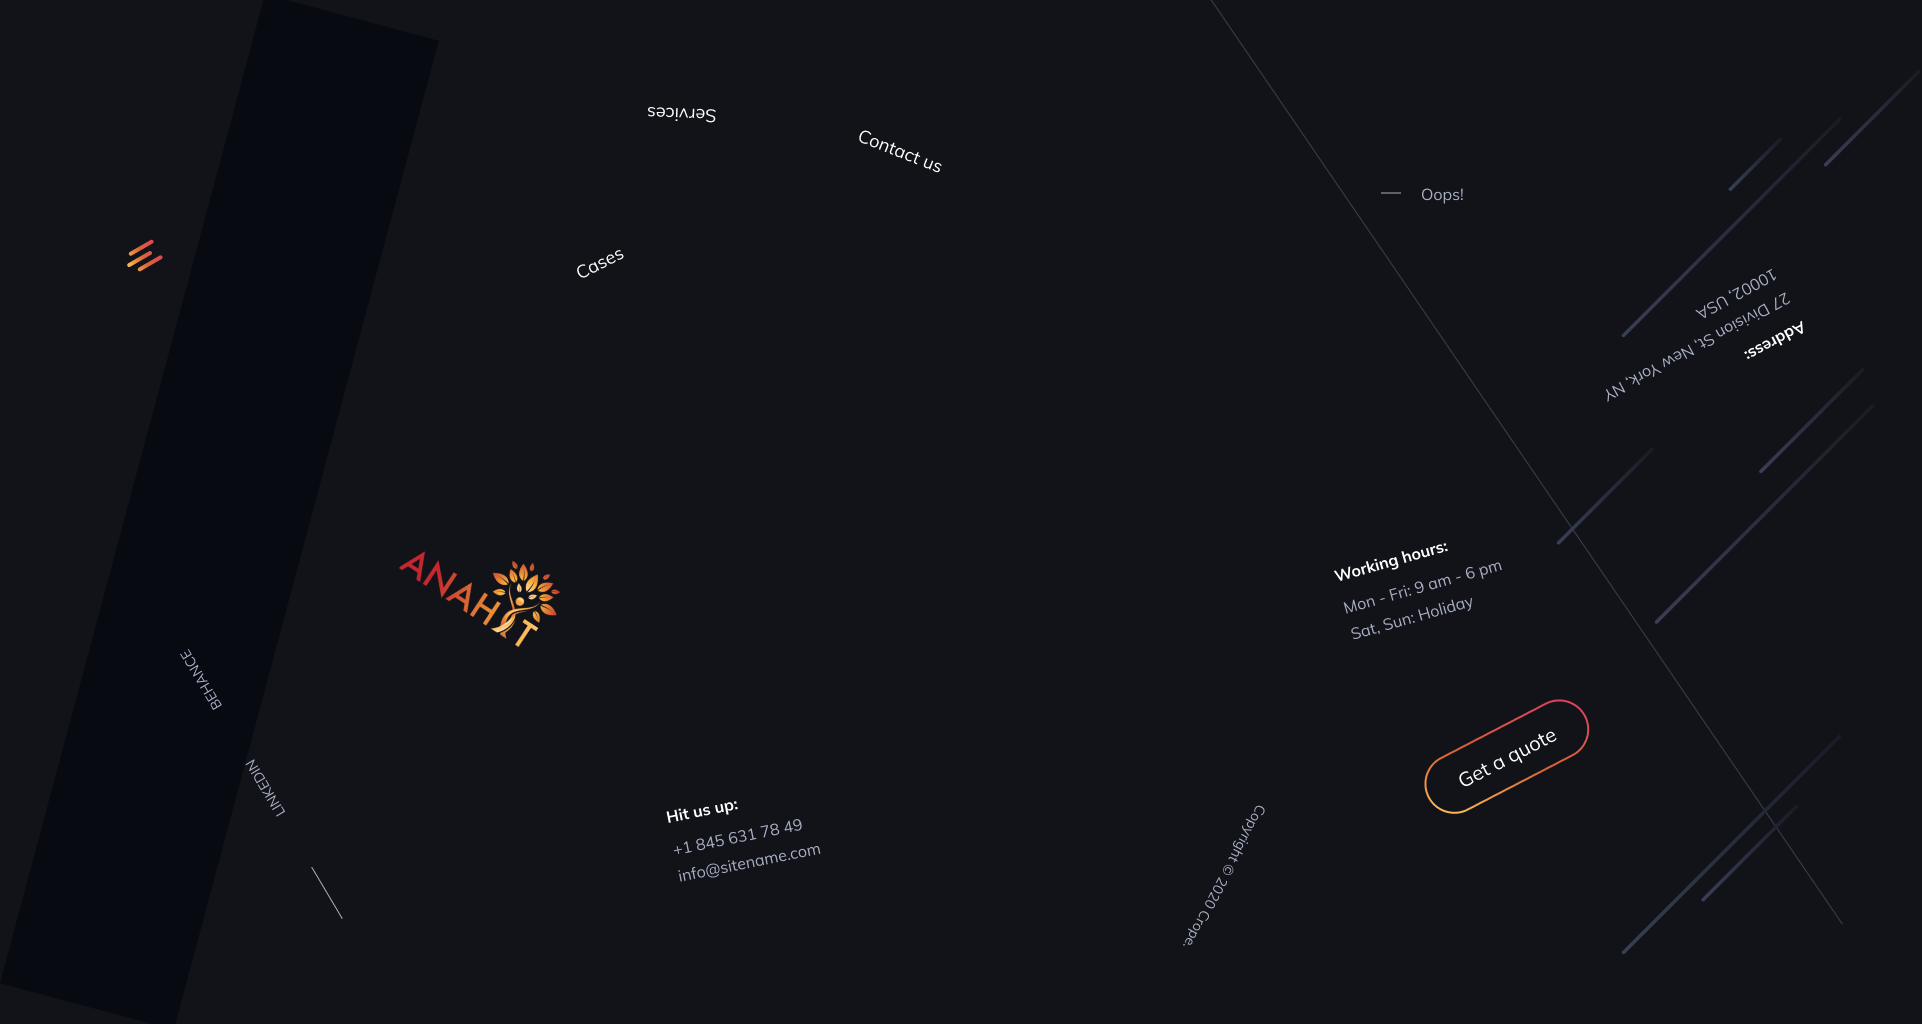 Services
Contact us
Oops!
Cases
Address:
27 Division St, New York, NY
10002, USA
ANAHIT
Working hours:
Mon - Fri: 9 am - 6 pm
Sat, Sun: Holiday
BEHANCE
LINKEDIN
Get a quote
Hit us up:
+1 845 631 78 49
info@sitename.com
Copyright © 2020 Crope.